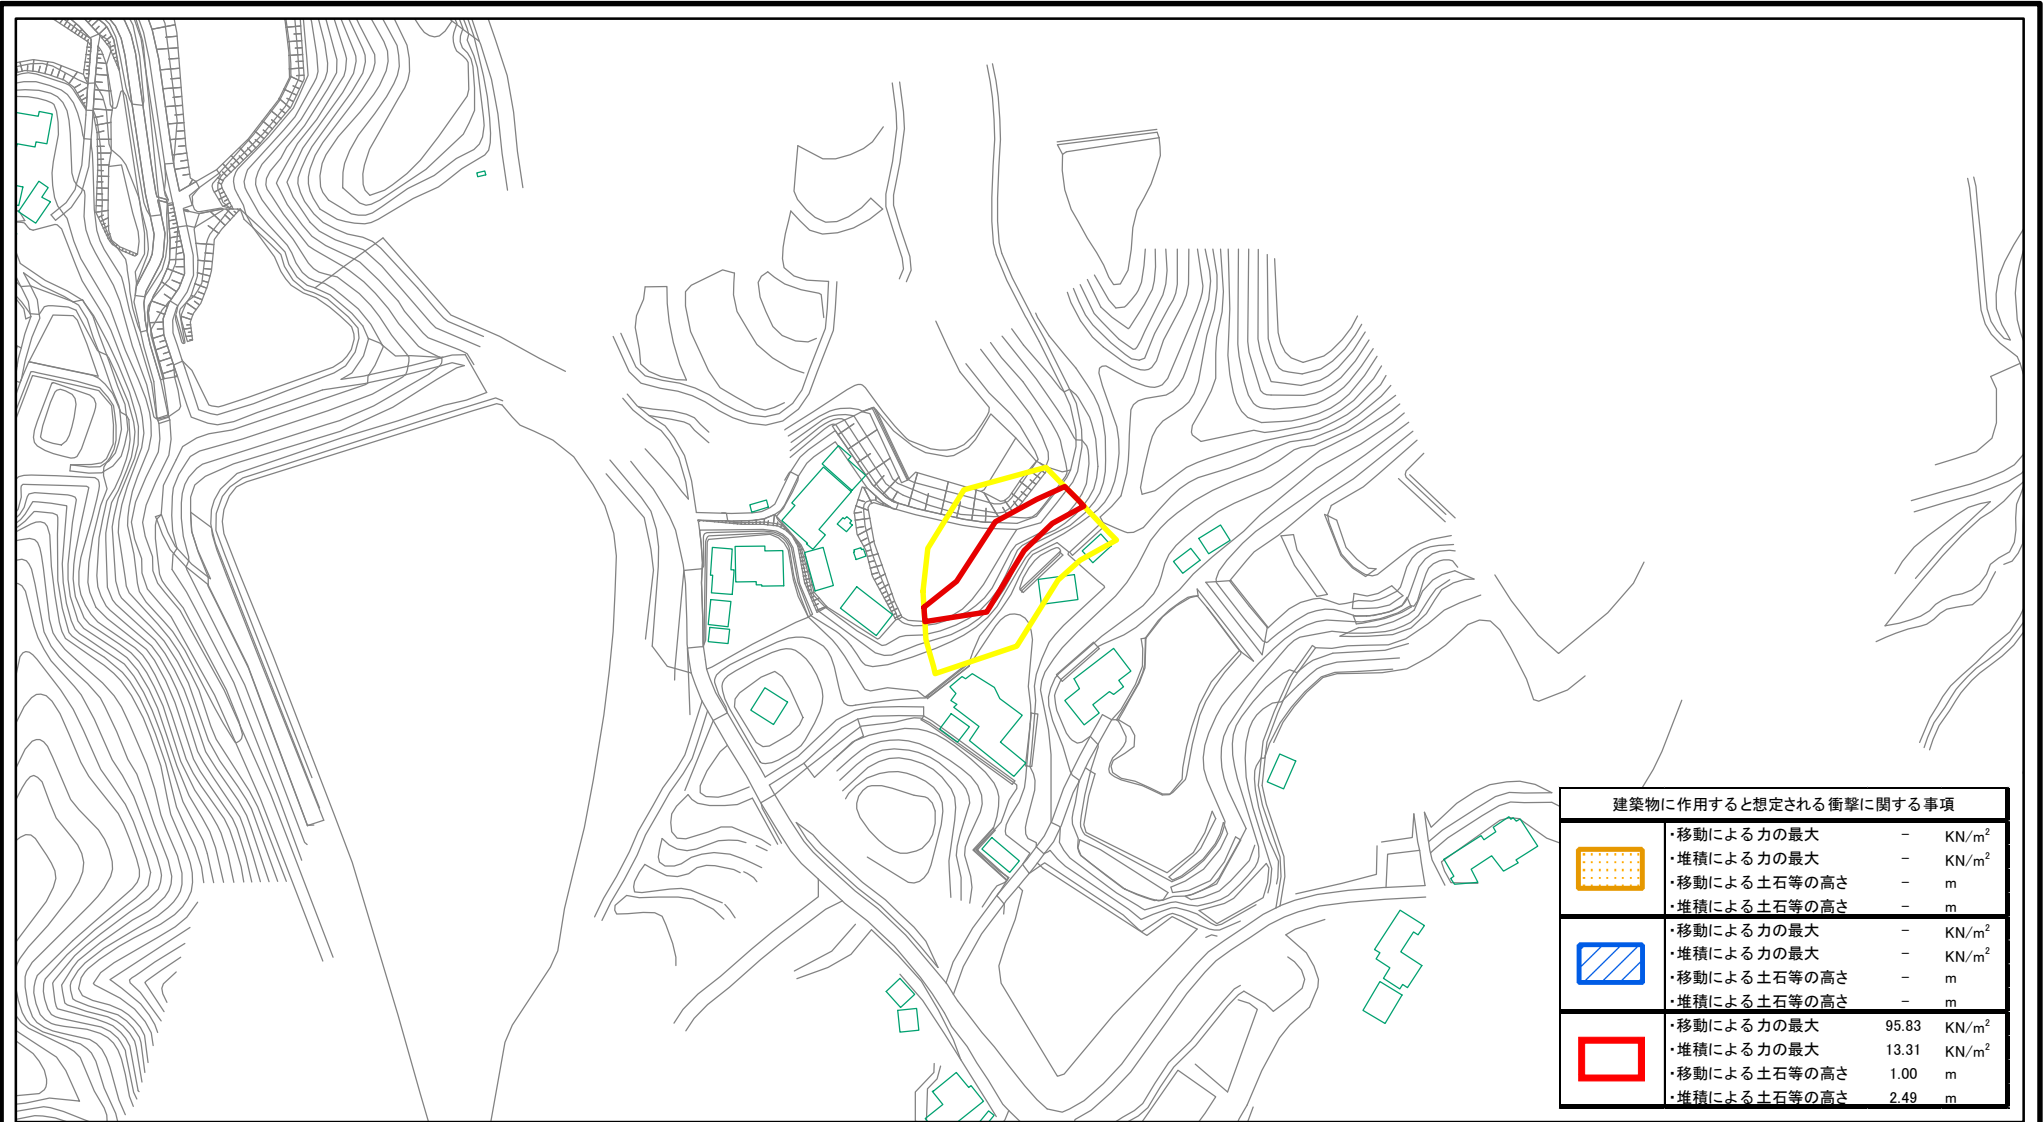 建築物に作用すると想定される衝撃に関する事項
・移動による力の最大 － KN/m²
・堆積による力の最大 － KN/m²
・移動による土石等の高さ － m
・堆積による土石等の高さ － m
・移動による力の最大 － KN/m²
・堆積による力の最大 － KN/m²
・移動による土石等の高さ － m
・堆積による土石等の高さ － m
・移動による力の最大 95.83 KN/m²
・堆積による力の最大 13.31 KN/m²
・移動による土石等の高さ 1.00 m
・堆積による土石等の高さ 2.49 m